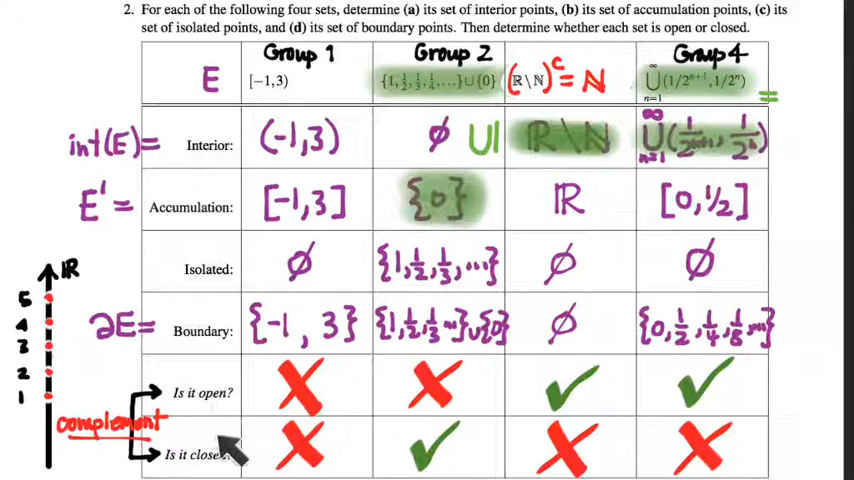 2. For each of the following four sets, determine (a) its set of interior points, (b) its set of accumulation points, (c) its
set of isolated points, and (d) its set of boundary points. Then determine whether each set is open or closed.
Group 1 Group 2 Group 4
E [−1,3) {1, 1/2, 1/3, 1/4, ...}∪{0} (ℝ\ℕ)ᶜ = ℕ ⋃_{n=1}^{∞} (1/2^{n+1}, 1/2^n) =
int(E)= Interior: (-1,3) ∅ U| ℝ\ℕ ⋃_{n=1}^{∞} (1/2^{n+1}, 1/2^n)
E' = Accumulation: [-1,3] {0} ℝ [0,1/2]
Isolated: ∅ {1, 1/2, 1/3, ...} ∅ ∅
∂E= Boundary: {-1, 3} {1, 1/2, 1/3 ...}∪{0} ∅ {0, 1/2, 1/4, 1/8, ...}
Is it open? ✗ ✗ ✓ ✓
Is it close ✗ ✓ ✗ ✗
complement
ℝ
5
4
3
2
1